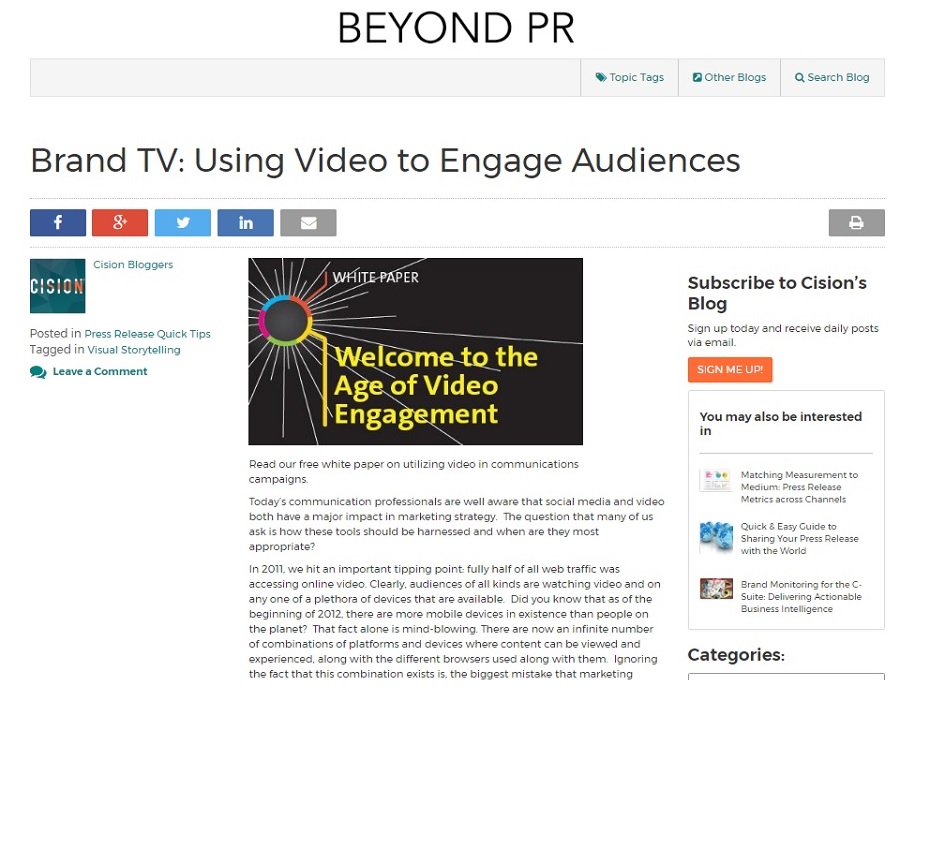 BEYOND PR
Topic Tags
Other Blogs
Search Blog
Brand TV: Using Video to Engage Audiences
f
g+
in
CISION
Cision Bloggers
Posted in Press Release Quick Tips
Tagged in Visual Storytelling
Leave a Comment
WHITE PAPER
Welcome to the
Age of Video
Engagement
Read our free white paper on utilizing video in communications
campaigns.
Today's communication professionals are well aware that social media and video
both have a major impact in marketing strategy.  The question that many of us
ask is how these tools should be harnessed and when are they most
appropriate?
In 2011, we hit an important tipping point: fully half of all web traffic was
accessing online video. Clearly, audiences of all kinds are watching video and on
any one of a plethora of devices that are available.  Did you know that as of the
beginning of 2012, there are more mobile devices in existence than people on
the planet?  That fact alone is mind-blowing. There are now an infinite number
of combinations of platforms and devices where content can be viewed and
experienced, along with the different browsers used along with them.  Ignoring
the fact that this combination exists is, the biggest mistake that marketing
Subscribe to Cision's
Blog
Sign up today and receive daily posts
via email.
SIGN ME UP!
You may also be interested
in
Matching Measurement to
Medium: Press Release
Metrics across Channels
Quick & Easy Guide to
Sharing Your Press Release
with the World
Brand Monitoring for the C-
Suite: Delivering Actionable
Business Intelligence
Categories: